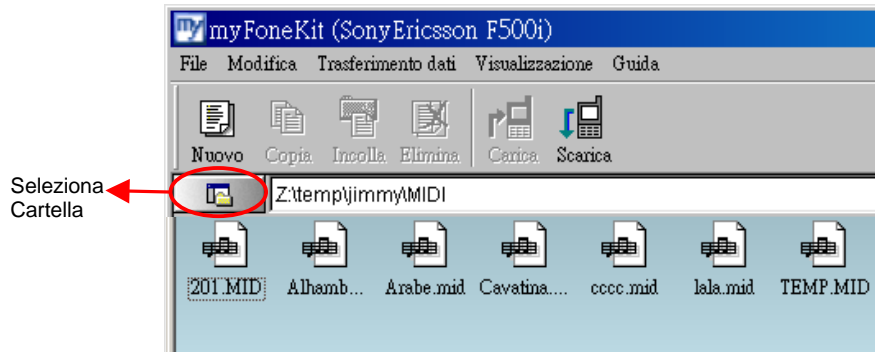 myFoneKit (SonyEricsson F500i)
File Modifica Trasferimento dati Visualizzazione Guida
Nuovo Copia Incolla Elimina Carica Scarica
Seleziona
Cartella
Z:\temp\jimmy\MIDI
201.MID Alhamb... Arabe.mid Cavatina.... cccc.mid lala.mid TEMP.MID